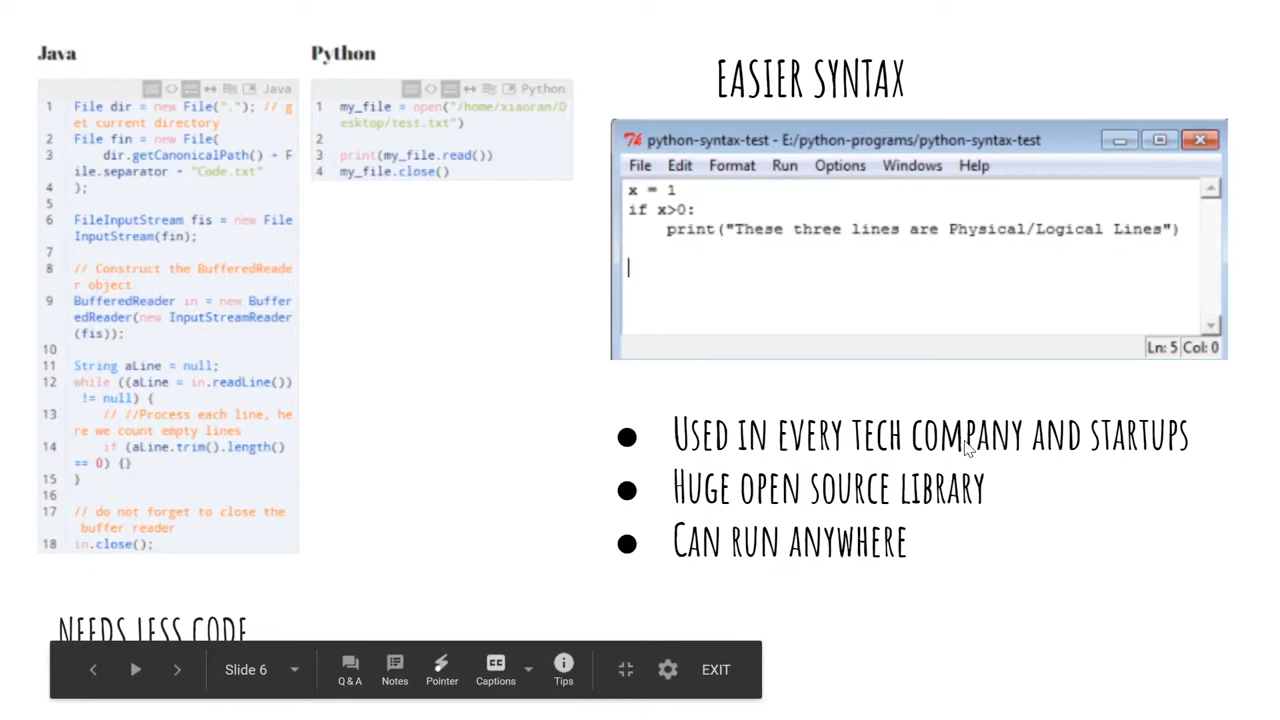 Java
Java
1 File dir = new File("."); // g
et current directory
2 File fin = new File(
3 dir.getCanonicalPath() + F
ile.separator + "Code.txt"
4 );
5
6 FileInputStream fis = new File
InputStream(fin);
7
8 // Construct the BufferedReade
r object
9 BufferedReader in = new Buffer
edReader(new InputStreamReader
(fis));
10
11 String aLine = null;
12 while ((aLine = in.readLine())
!= null) {
13 // //Process each line, he
re we count empty lines
14 if (aLine.trim().length()
== 0) {}
15 }
16
17 // do not forget to close the
buffer reader
18 in.close();
Python
Python
1 my_file = open("/home/xiaoran/D
esktop/test.txt")
2
3 print(my_file.read())
4 my_file.close()
NEEDS LESS CODE
EASIER SYNTAX
python-syntax-test - E:/python-programs/python-syntax-test
File Edit Format Run Options Windows Help
x = 1
if x>0:
print("These three lines are Physical/Logical Lines")
Ln: 5 Col: 0
● USED IN EVERY TECH COMPANY AND STARTUPS
● HUGE OPEN SOURCE LIBRARY
● CAN RUN ANYWHERE
Slide 6 Q & A Notes Pointer CC Captions Tips EXIT